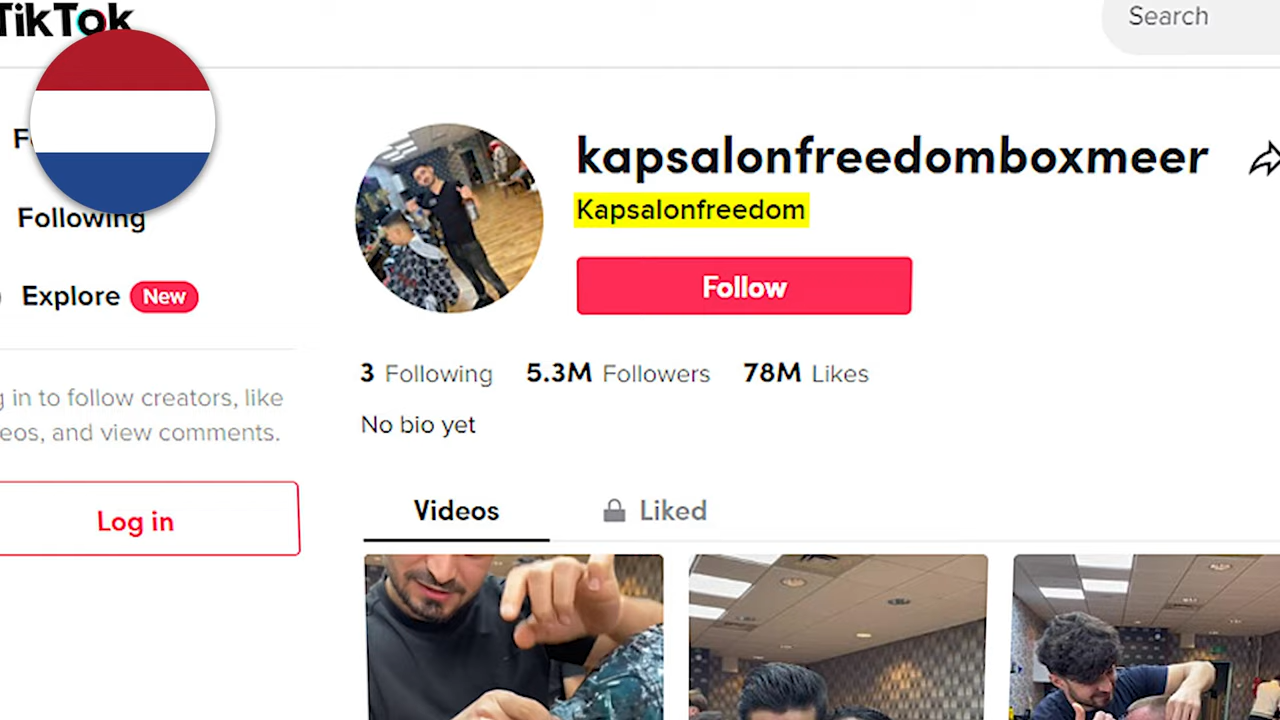 TikTok
Search
kapsalonfreedomboxmeer
Kapsalonfreedom
Following
Explore New
Follow
3 Following 5.3M Followers 78M Likes
in to follow creators, like
and view comments.
No bio yet
Log in
Videos Liked